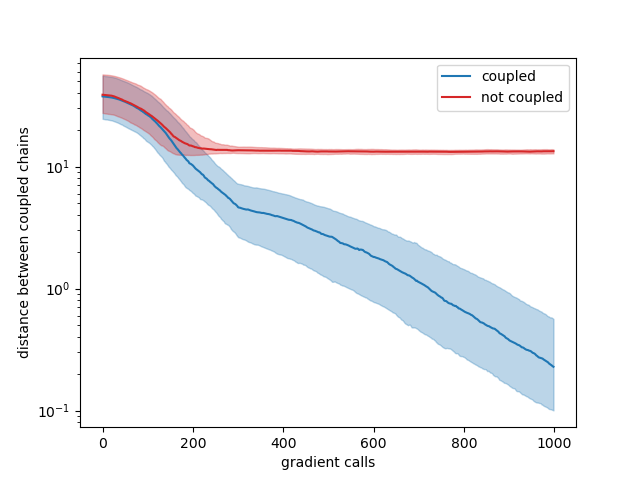 coupled
not coupled
distance between coupled chains
10¹
10⁰
10⁻¹
0 200 400 600 800 1000
gradient calls